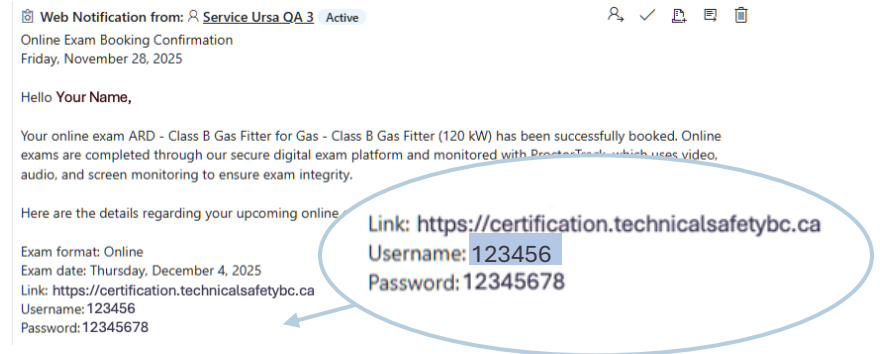 Web Notification from: Service Ursa QA 3 Active
Online Exam Booking Confirmation
Friday, November 28, 2025
Hello Your Name,
Your online exam ARD - Class B Gas Fitter for Gas - Class B Gas Fitter (120 kW) has been successfully booked. Online
exams are completed through our secure digital exam platform and monitored with ProctorTrack, which uses video,
audio, and screen monitoring to ensure exam integrity.
Here are the details regarding your upcoming online
Exam format: Online
Exam date: Thursday, December 4, 2025
Link: https://certification.technicalsafetybc.ca
Username: 123456
Password: 12345678
Link: https://certification.technicalsafetybc.ca
Username: 123456
Password: 12345678